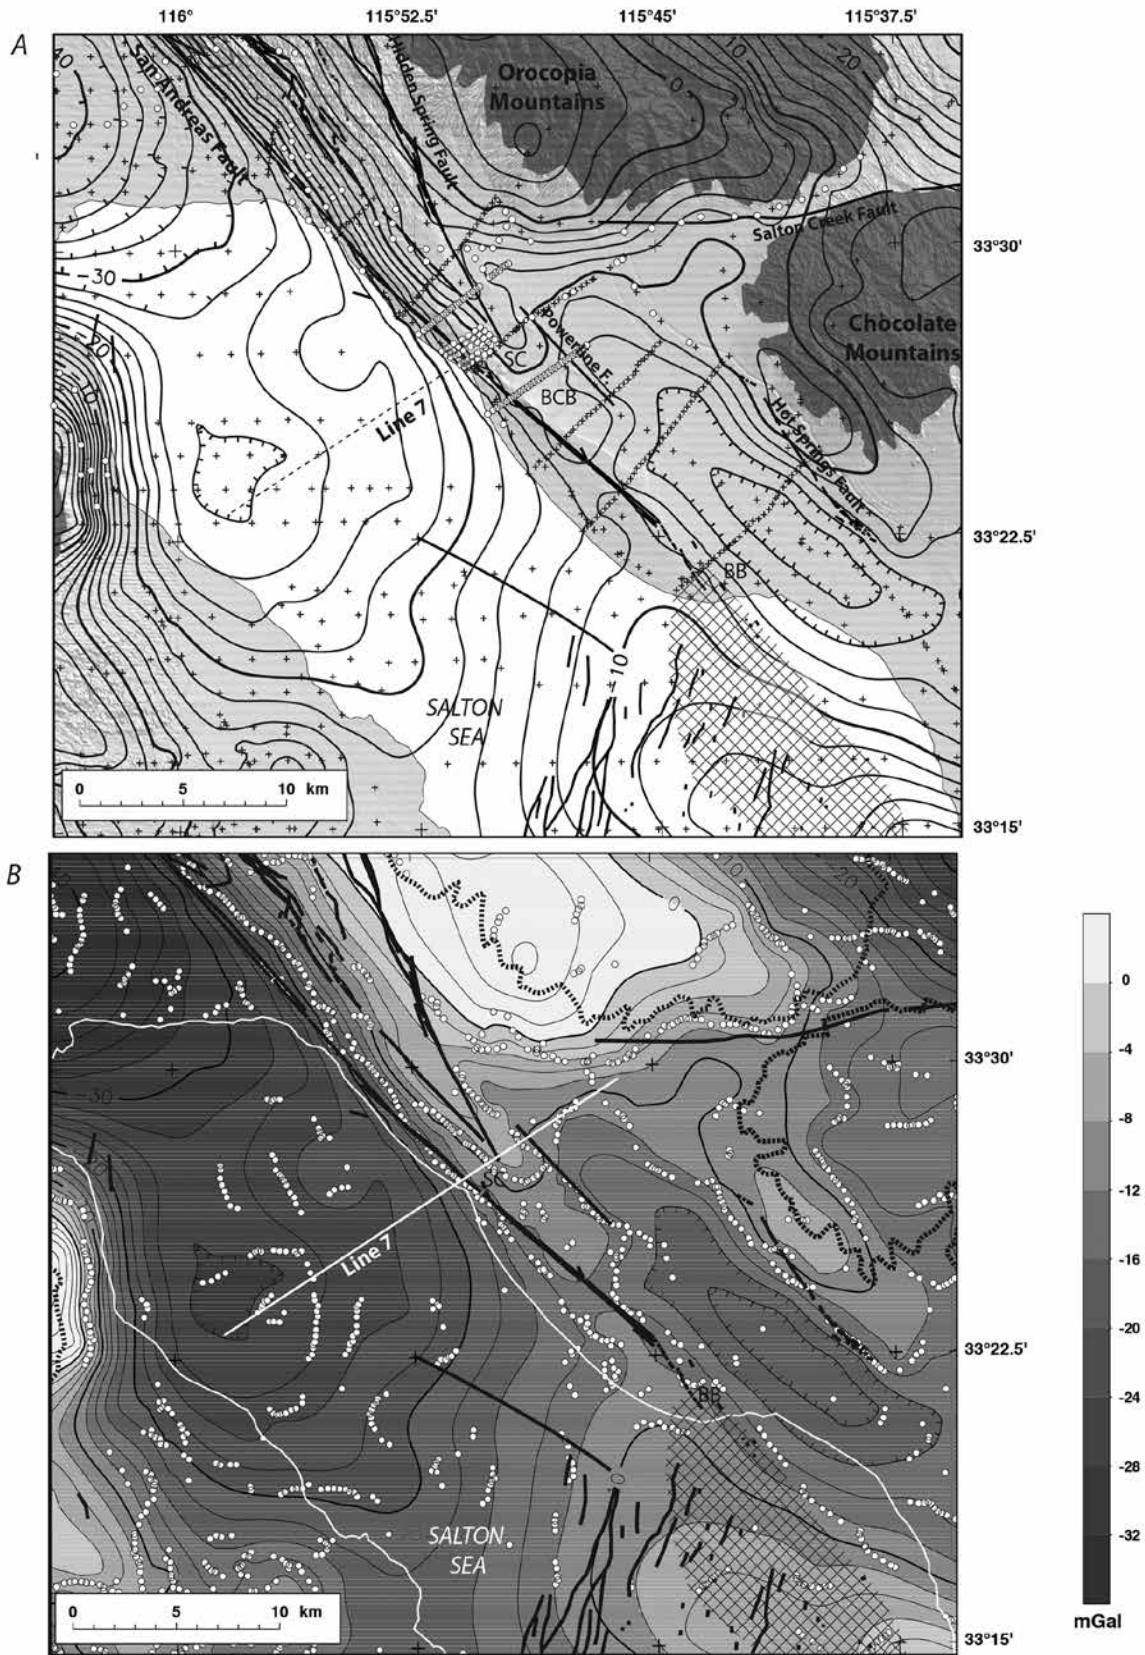 116° 115°52.5' 115°45' 115°37.5'
A
40
San Andreas Fault
Hidden Spring Fault
Orocopia
Mountains
-10
-20
0
Salton Creek Fault
33°30'
-30
-20
-10
Chocolate
Mountains
Powerline F.
SC
BCB
Line 7
Hot Springs Fault
33°22.5'
BB
-10
SALTON
SEA
0 5 10 km
33°15'
B
-20
0
33°30'
-30
SC
Line 7
33°22.5'
BB
SALTON
SEA
0 5 10 km
33°15'
0
-4
-8
-12
-16
-20
-24
-28
-32
mGal